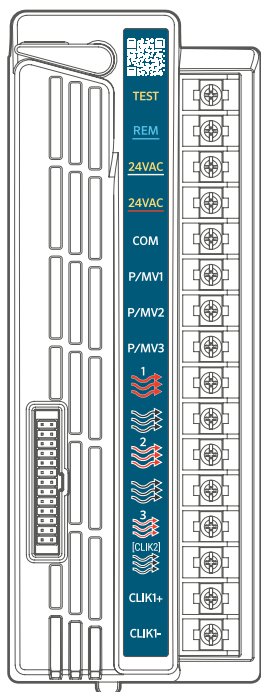 TEST
REM
24VAC
24VAC
COM
P/MV1
P/MV2
P/MV3
1
2
3
[CLIK2]
CLIK1+
CLIK1-